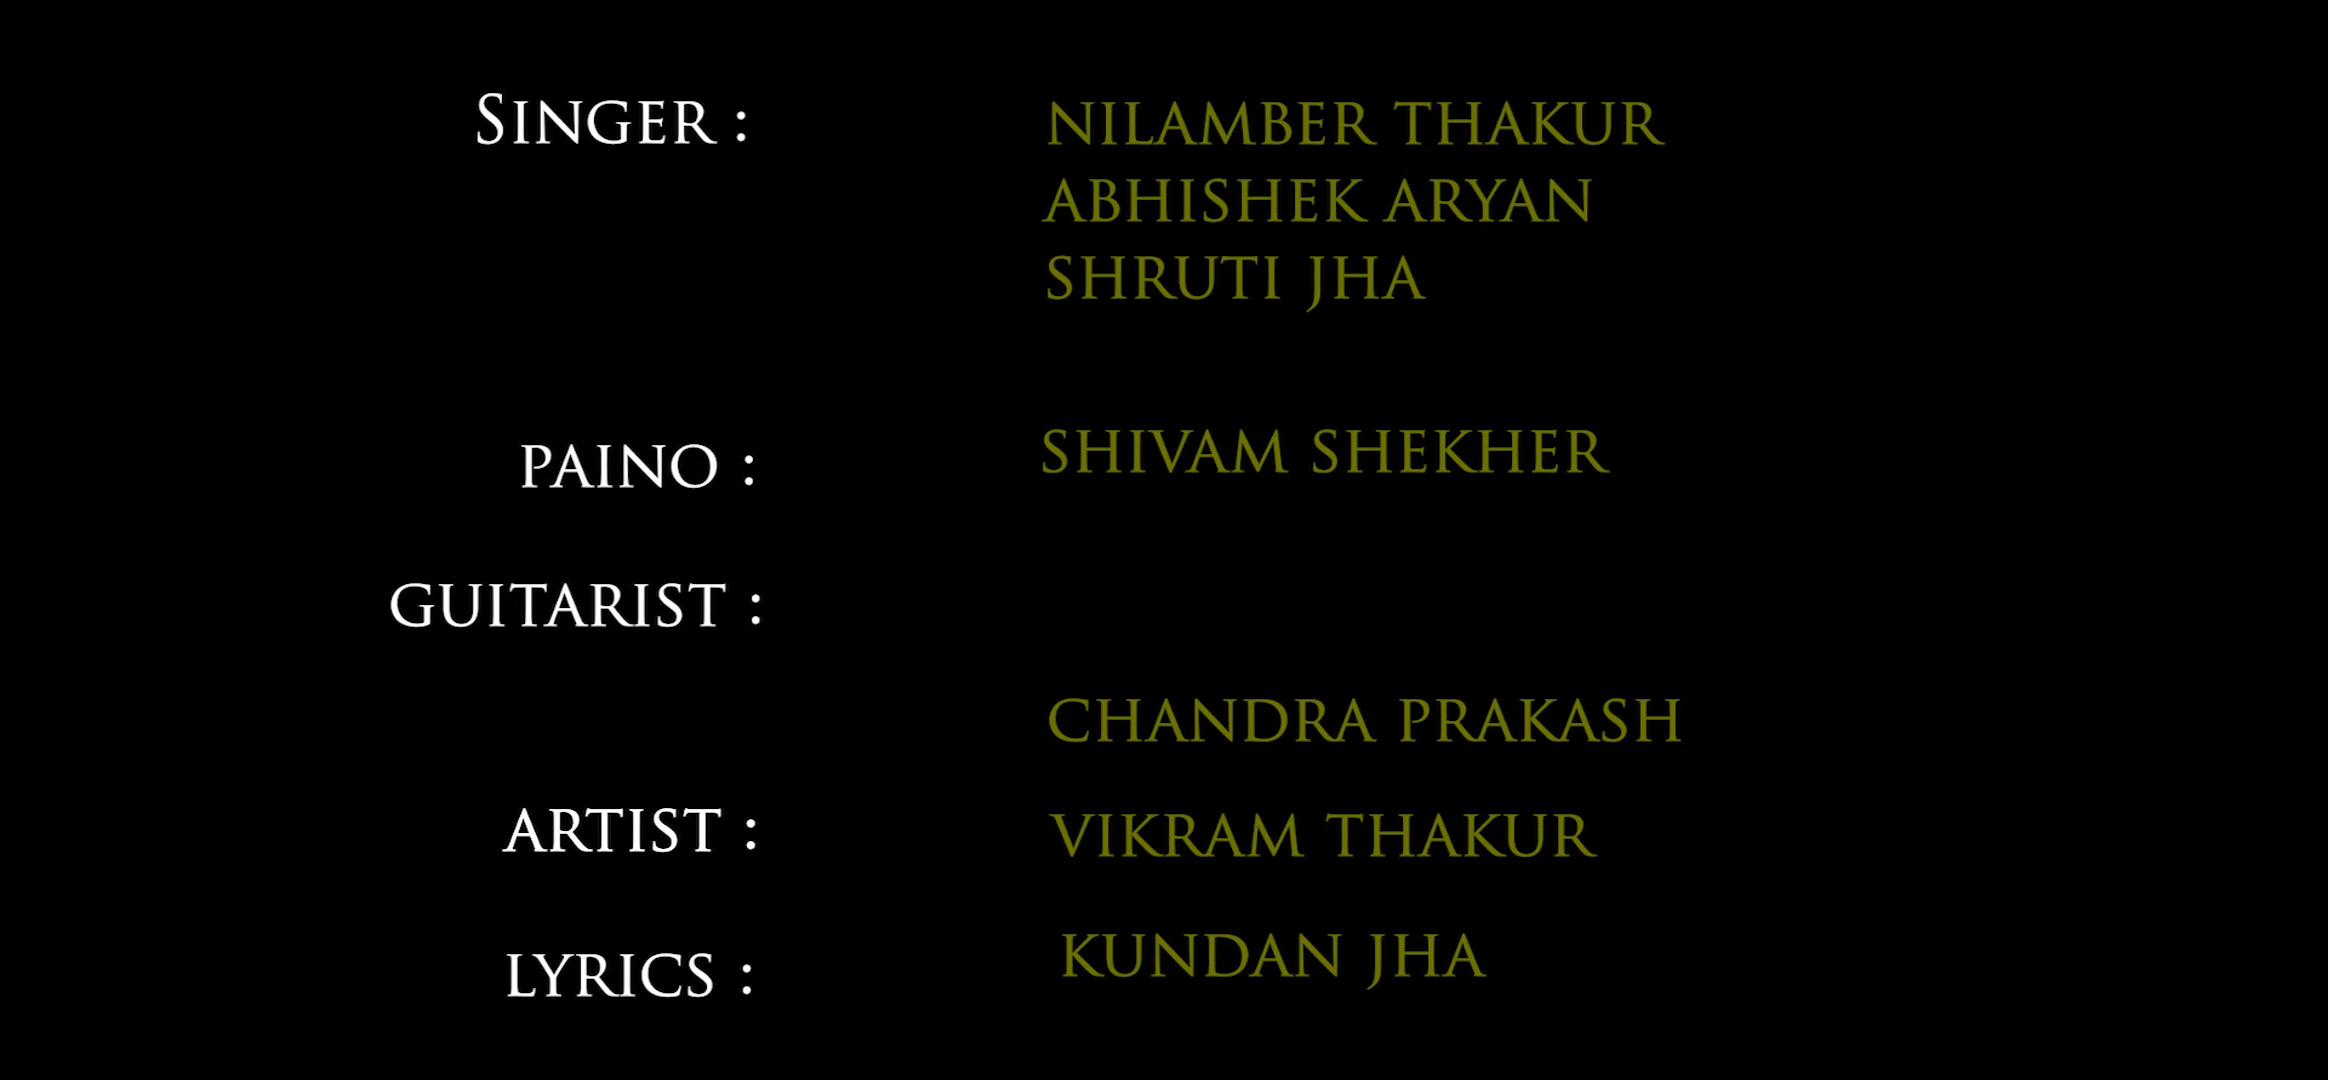 Singer : NILAMBER THAKUR
ABHISHEK ARYAN
SHRUTI JHA
PAINO : SHIVAM SHEKHER
GUITARIST :
CHANDRA PRAKASH
ARTIST : VIKRAM THAKUR
LYRICS : KUNDAN JHA